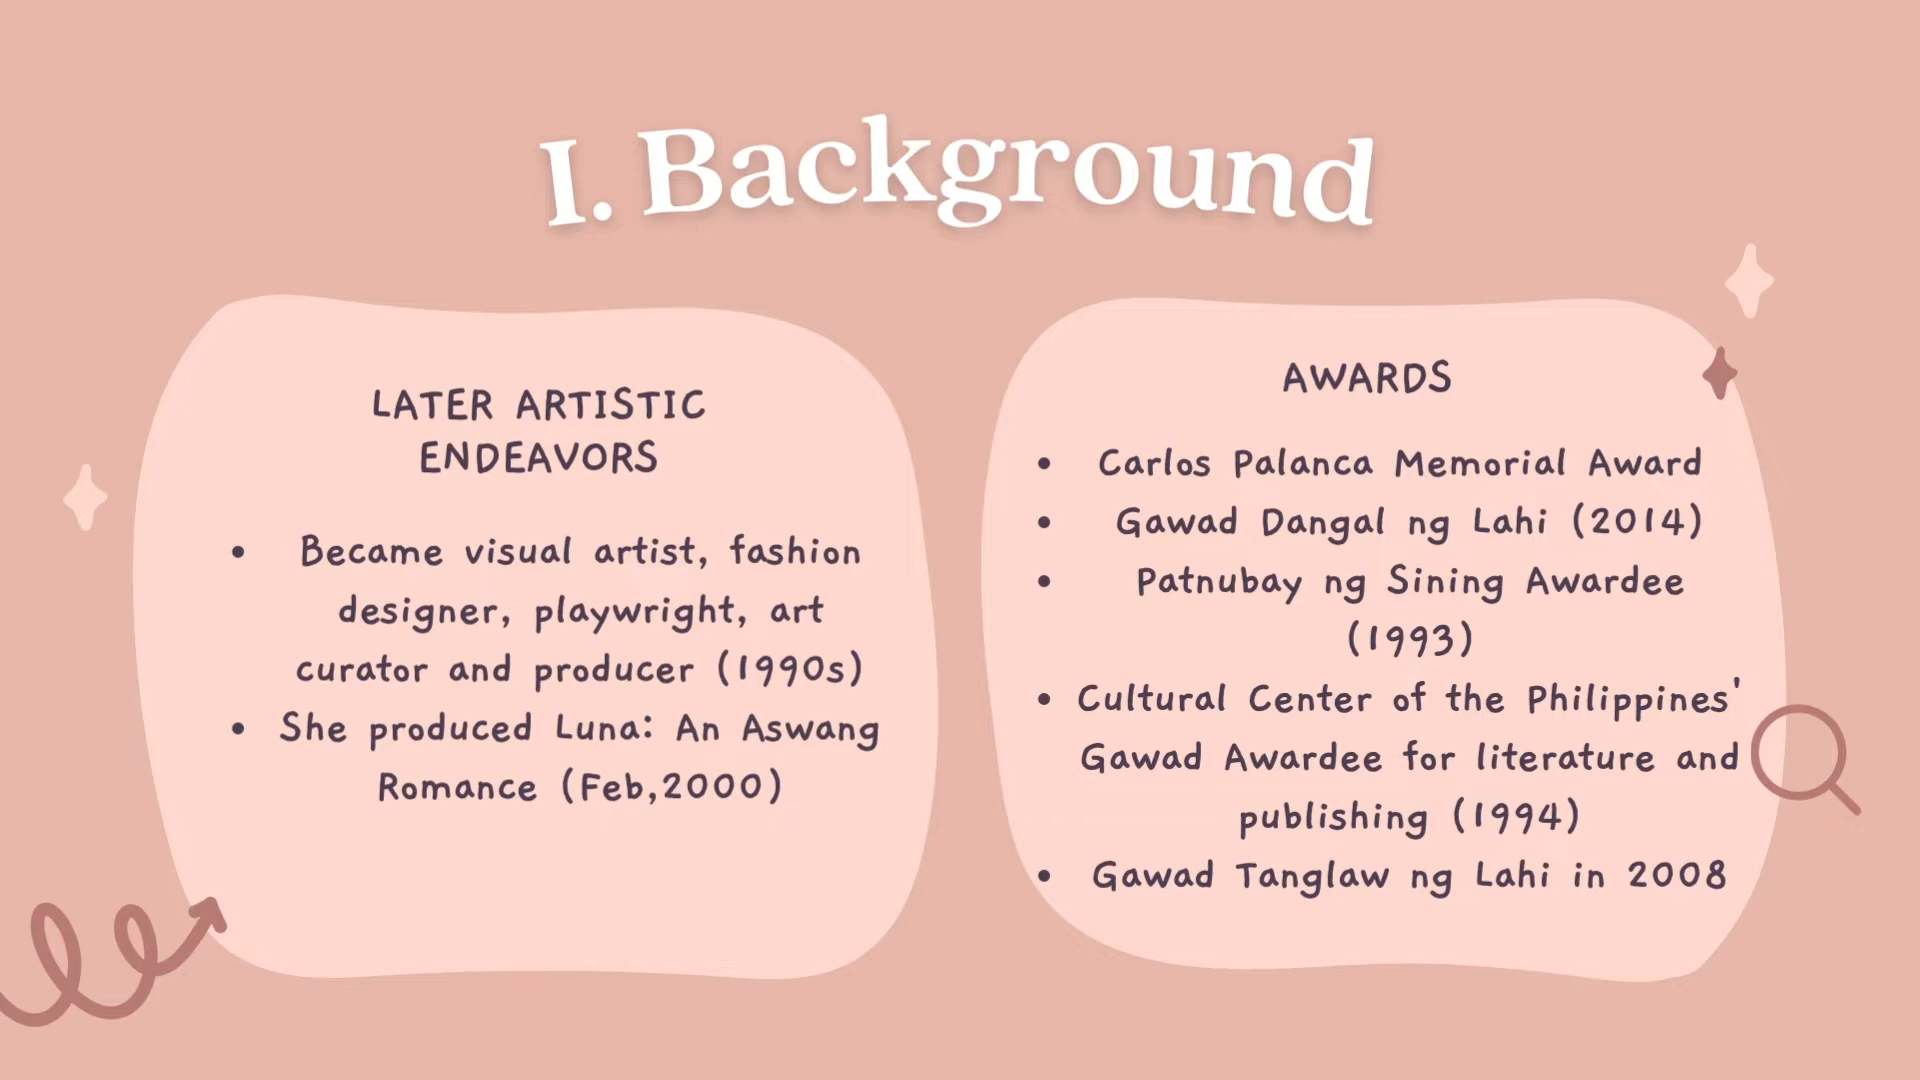 I. Background
LATER ARTISTIC
ENDEAVORS
• Became visual artist, fashion
designer, playwright, art
curator and producer (1990s)
• She produced Luna: An Aswang
Romance (Feb,2000)
AWARDS
• Carlos Palanca Memorial Award
• Gawad Dangal ng Lahi (2014)
• Patnubay ng Sining Awardee
(1993)
• Cultural Center of the Philippines'
Gawad Awardee for literature and
publishing (1994)
• Gawad Tanglaw ng Lahi in 2008